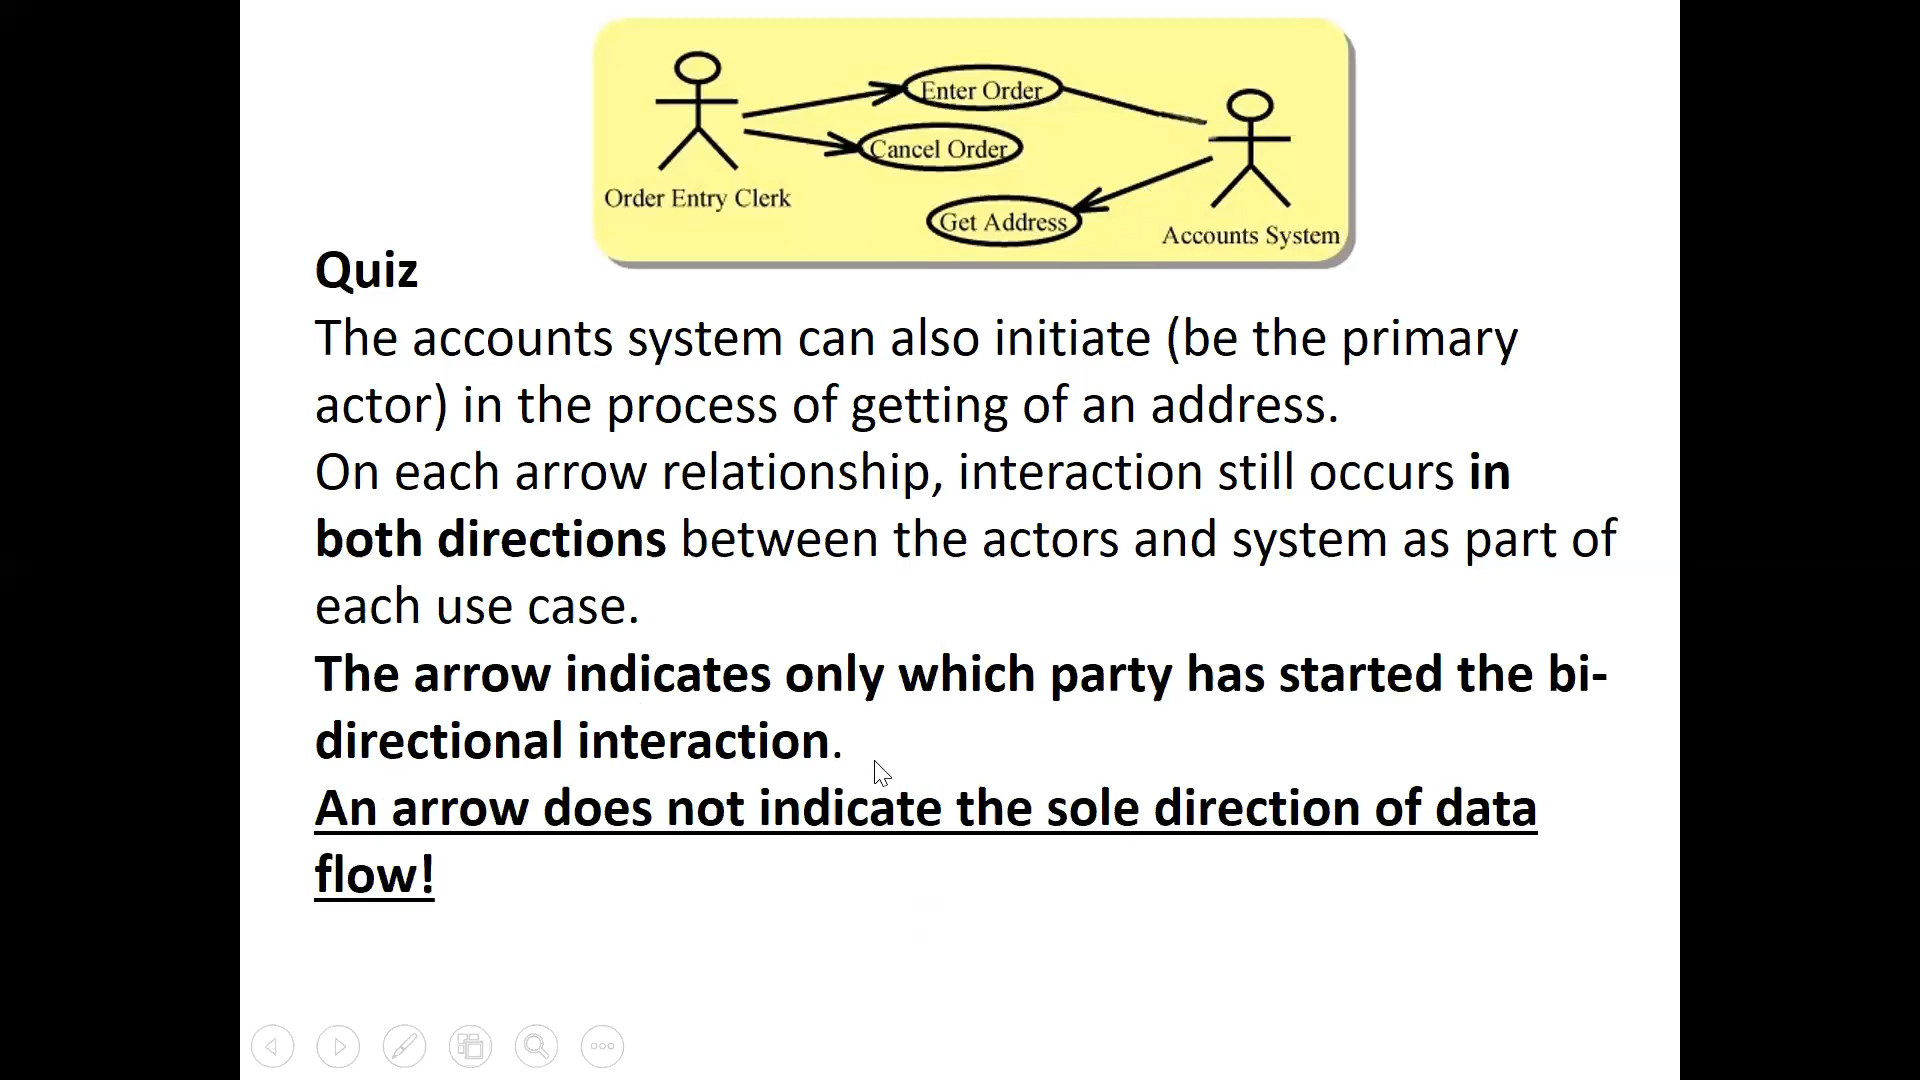 Enter Order
Cancel Order
Order Entry Clerk
Get Address
Accounts System
Quiz
The accounts system can also initiate (be the primary
actor) in the process of getting of an address.
On each arrow relationship, interaction still occurs in
both directions between the actors and system as part of
each use case.
The arrow indicates only which party has started the bi-
directional interaction.
An arrow does not indicate the sole direction of data
flow!